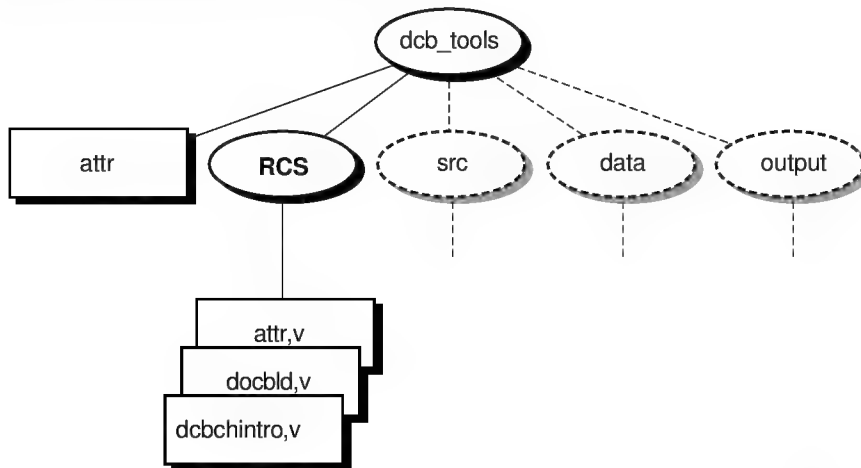 dcb_tools
attr
RCS
src
data
output
attr,v
docbld,v
dcbchintro,v